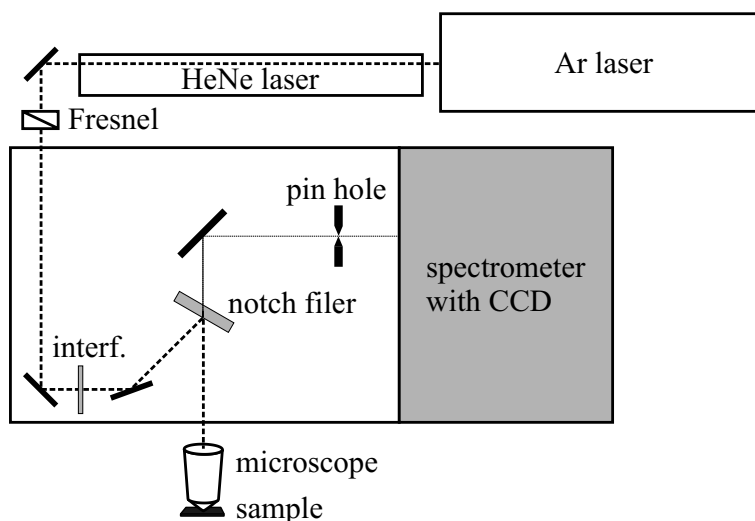 HeNe laser
Ar laser
Fresnel
pin hole
spectrometer
with CCD
notch filer
interf.
microscope
sample